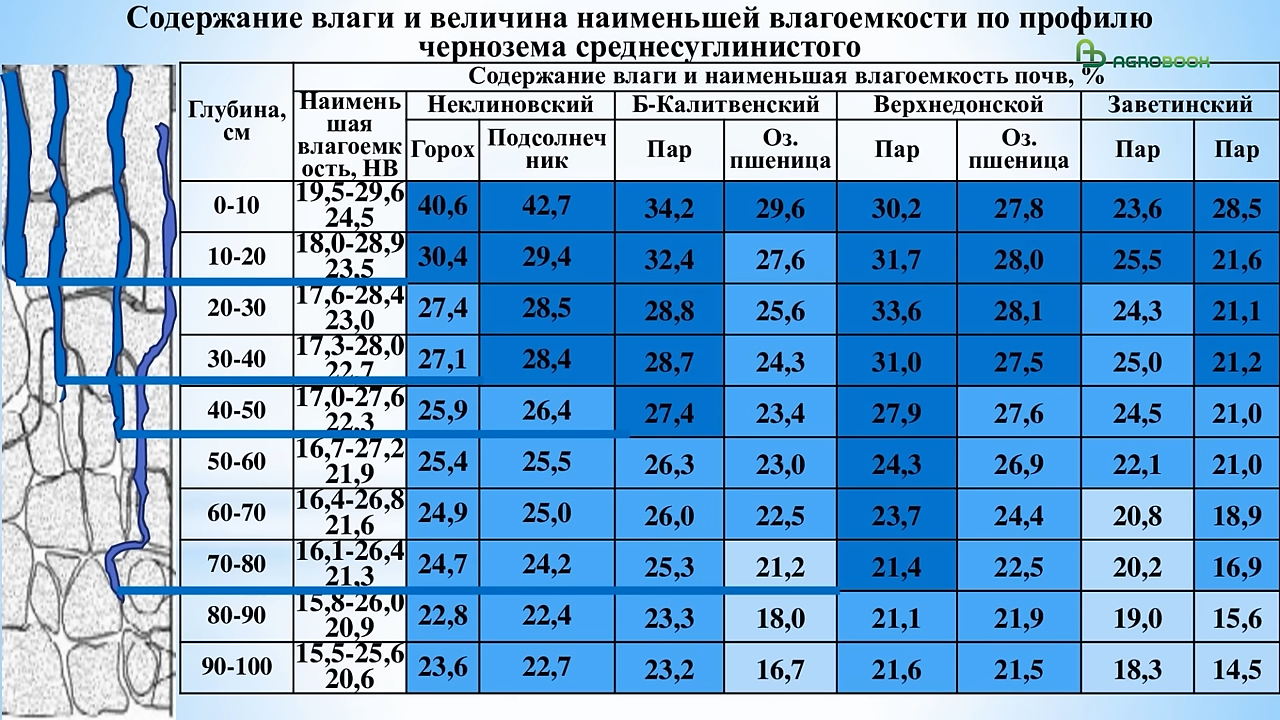 Содержание влаги и величина наименьшей влагоемкости по профилю
чернозема среднесуглинистого
AGROBOOK
Глубина, см
Наимень
шая
влагоемк
ость, НВ
Содержание влаги и наименьшая влагоемкость почв, %
Неклиновский Б-Калитвенский Верхнедонской Заветинский
Горох Подсолнеч
ник Пар Оз.
пшеница Пар Оз.
пшеница Пар Пар
0-10 19,5-29,6
24,5 40,6 42,7 34,2 29,6 30,2 27,8 23,6 28,5
10-20 18,0-28,9
23,5 30,4 29,4 32,4 27,6 31,7 28,0 25,5 21,6
20-30 17,6-28,4
23,0 27,4 28,5 28,8 25,6 33,6 28,1 24,3 21,1
30-40 17,3-28,0
22,7 27,1 28,4 28,7 24,3 31,0 27,5 25,0 21,2
40-50 17,0-27,6
22,3 25,9 26,4 27,4 23,4 27,9 27,6 24,5 21,0
50-60 16,7-27,2
21,9 25,4 25,5 26,3 23,0 24,3 26,9 22,1 21,0
60-70 16,4-26,8
21,6 24,9 25,0 26,0 22,5 23,7 24,4 20,8 18,9
70-80 16,1-26,4
21,3 24,7 24,2 25,3 21,2 21,4 22,5 20,2 16,9
80-90 15,8-26,0
20,9 22,8 22,4 23,3 18,0 21,1 21,9 19,0 15,6
90-100 15,5-25,6
20,6 23,6 22,7 23,2 16,7 21,6 21,5 18,3 14,5